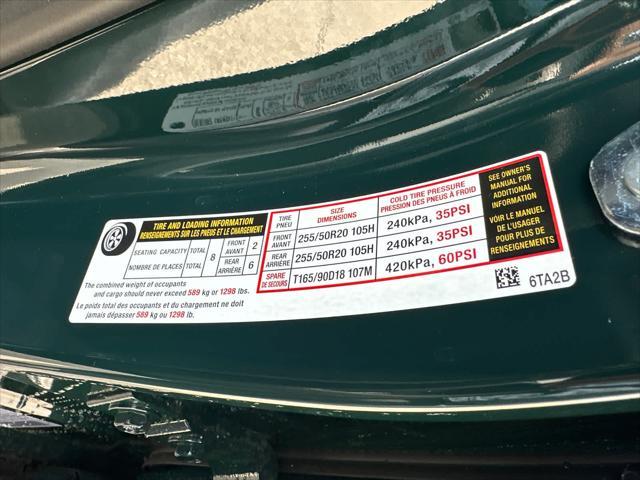 TIRE AND LOADING INFORMATION
RENSEIGNEMENTS SUR LES PNEUS ET LE CHARGEMENT
SEATING CAPACITY TOTAL 8 FRONT 2
NOMBRE DE PLACES TOTAL AVANT
REAR 6
ARRIÈRE
The combined weight of occupants
and cargo should never exceed 589 kg or 1298 lbs.
Le poids total des occupants et du chargement ne doit
jamais dépasser 589 kg ou 1298 lb.
TIRE SIZE COLD TIRE PRESSURE
PNEU DIMENSIONS PRESSION DES PNEUS À FROID
FRONT 255/50R20 105H 240kPa, 35PSI
AVANT
REAR 255/50R20 105H 240kPa, 35PSI
ARRIÈRE
SPARE T165/90D18 107M 420kPa, 60PSI
DE SECOURS
SEE OWNER'S
MANUAL FOR
ADDITIONAL
INFORMATION
VOIR LE MANUEL
DE L'USAGER
POUR PLUS DE
RENSEIGNEMENTS
6TA2B